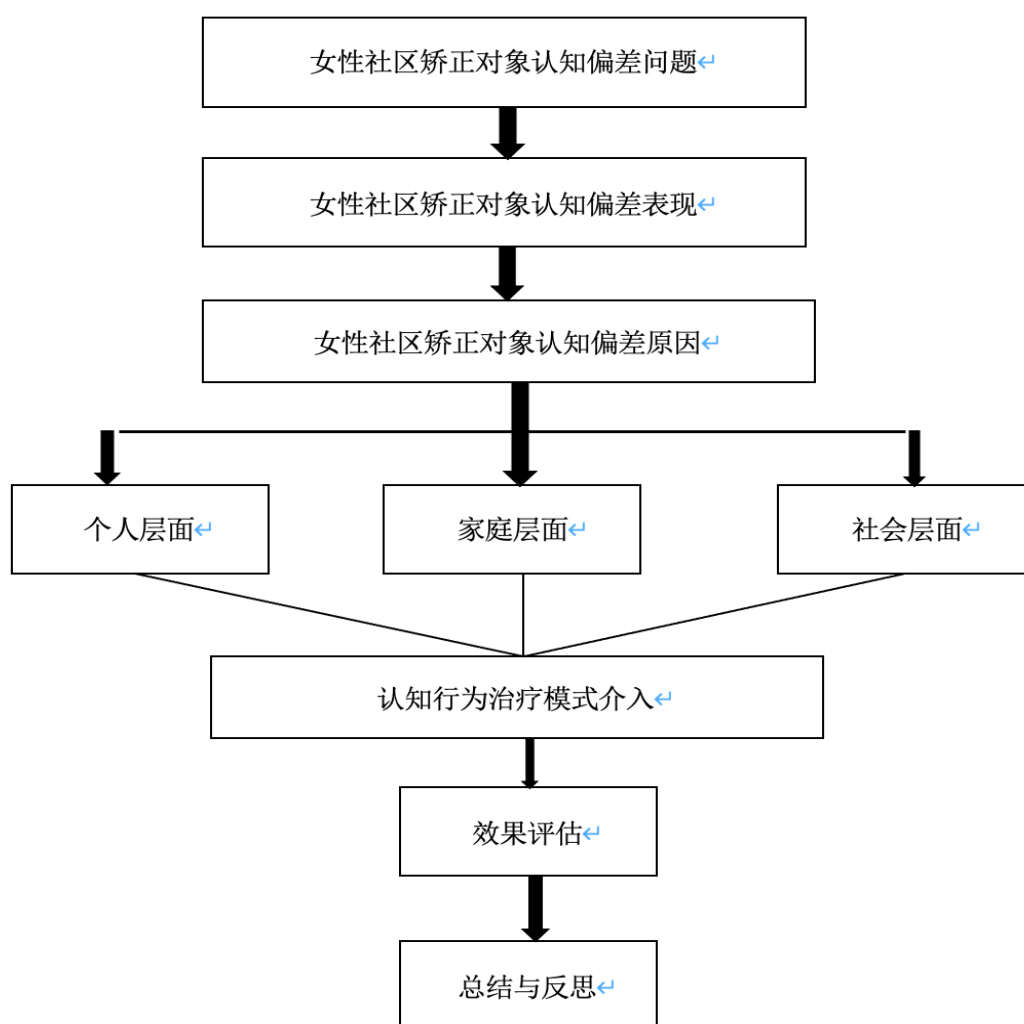 女性社区矫正对象认知偏差问题↵
女性社区矫正对象认知偏差表现↵
女性社区矫正对象认知偏差原因↵
个人层面↵
家庭层面↵
社会层面↵
认知行为治疗模式介入↵
效果评估↵
总结与反思↵